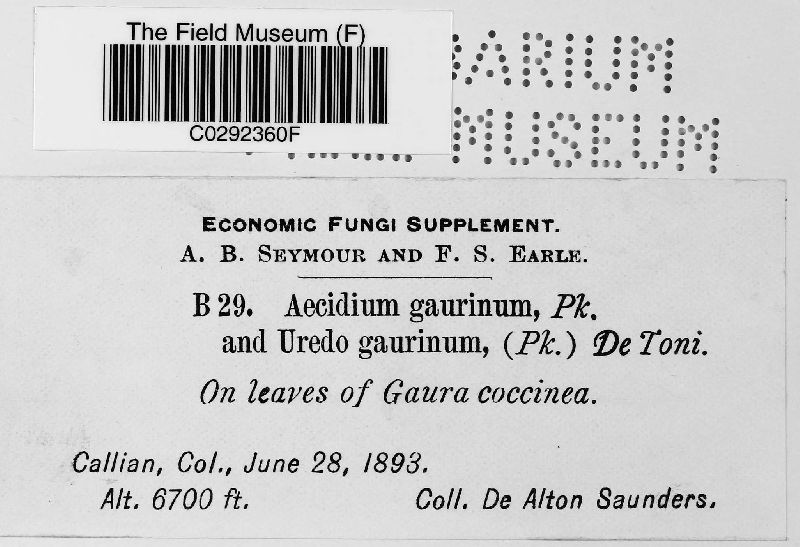 The Field Museum (F)
C0292360F
MUSEUM
ECONOMIC FUNGI SUPPLEMENT.
A. B. SEYMOUR AND F. S. EARLE.
B 29. Aecidium gaurinum, Pk.
and Uredo gaurinum, (Pk.) De Toni.
On leaves of Gaura coccinea.
Callian, Col., June 28, 1893.
Alt. 6700 ft. Coll. De Alton Saunders.